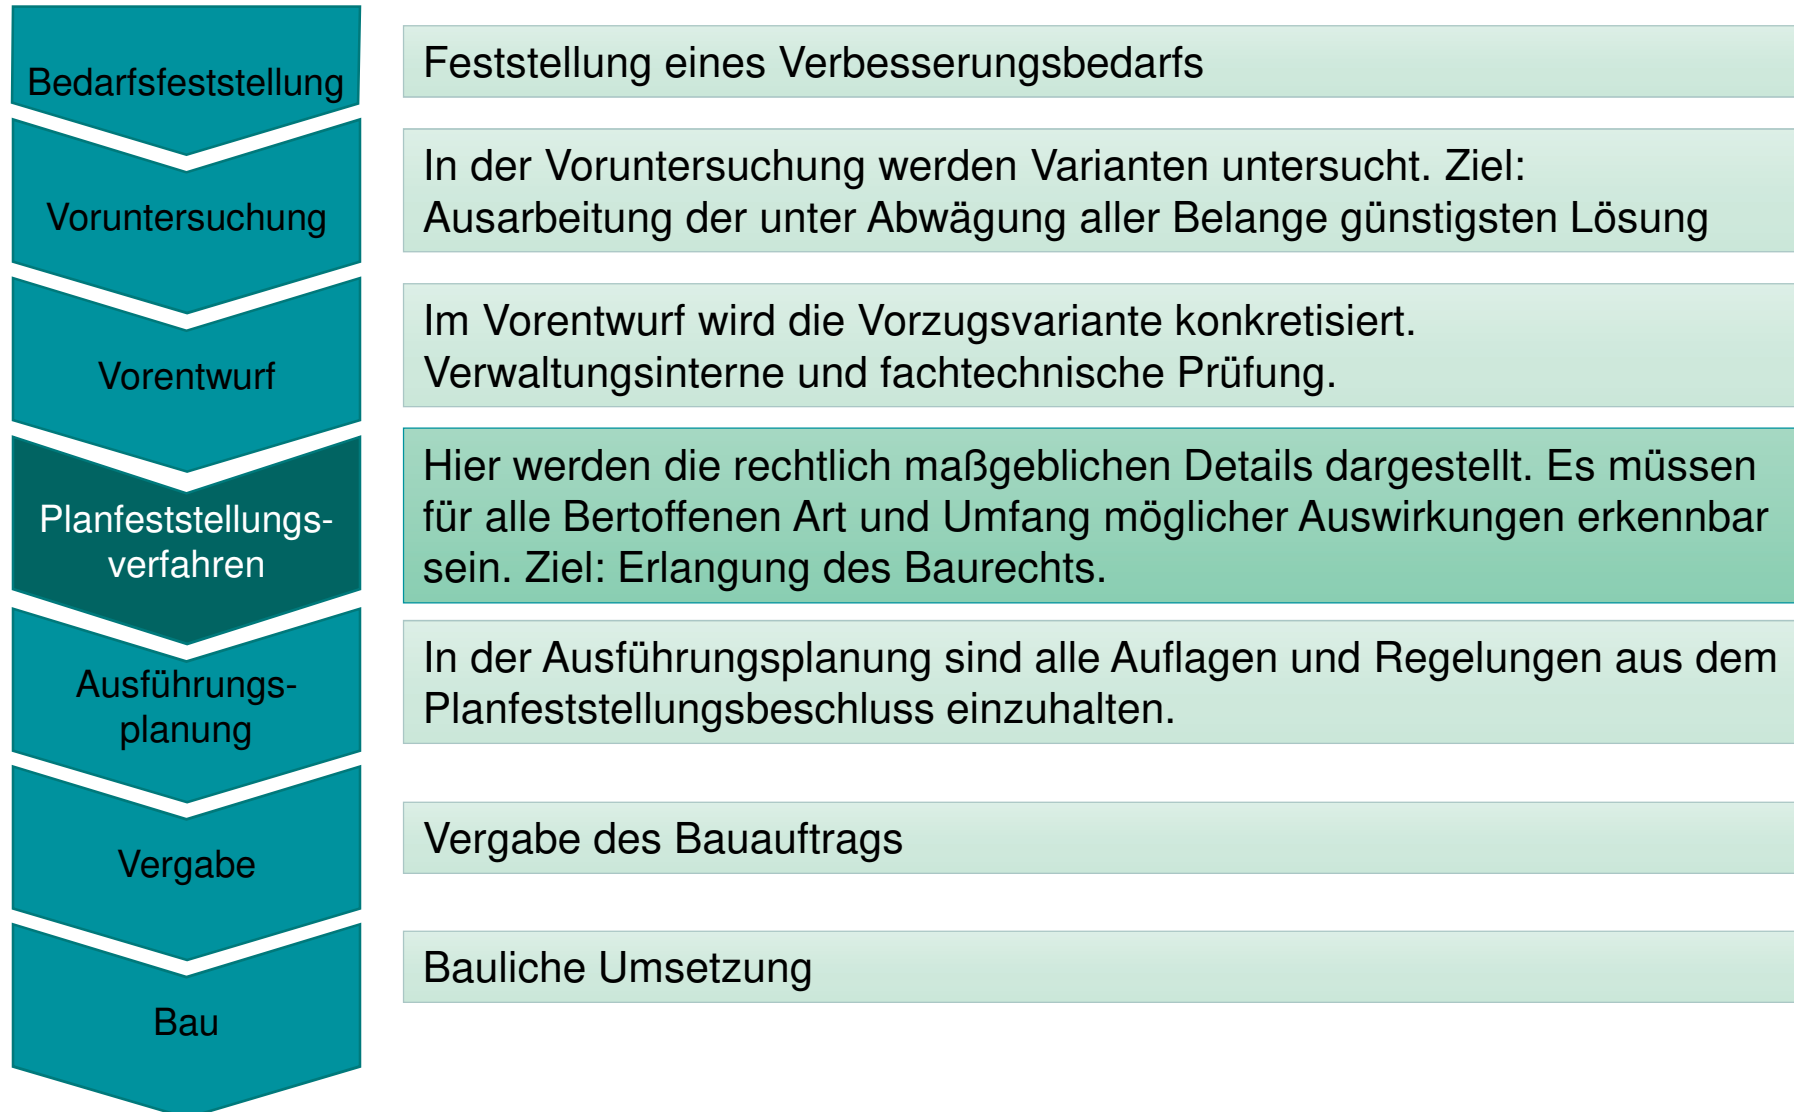 Bedarfsfeststellung
Feststellung eines Verbesserungsbedarfs
Voruntersuchung
In der Voruntersuchung werden Varianten untersucht. Ziel:
Ausarbeitung der unter Abwägung aller Belange günstigsten Lösung
Vorentwurf
Im Vorentwurf wird die Vorzugsvariante konkretisiert.
Verwaltungsinterne und fachtechnische Prüfung.
Planfeststellungs-
verfahren
Hier werden die rechtlich maßgeblichen Details dargestellt. Es müssen
für alle Bertoffenen Art und Umfang möglicher Auswirkungen erkennbar
sein. Ziel: Erlangung des Baurechts.
Ausführungs-
planung
In der Ausführungsplanung sind alle Auflagen und Regelungen aus dem
Planfeststellungsbeschluss einzuhalten.
Vergabe
Vergabe des Bauauftrags
Bau
Bauliche Umsetzung